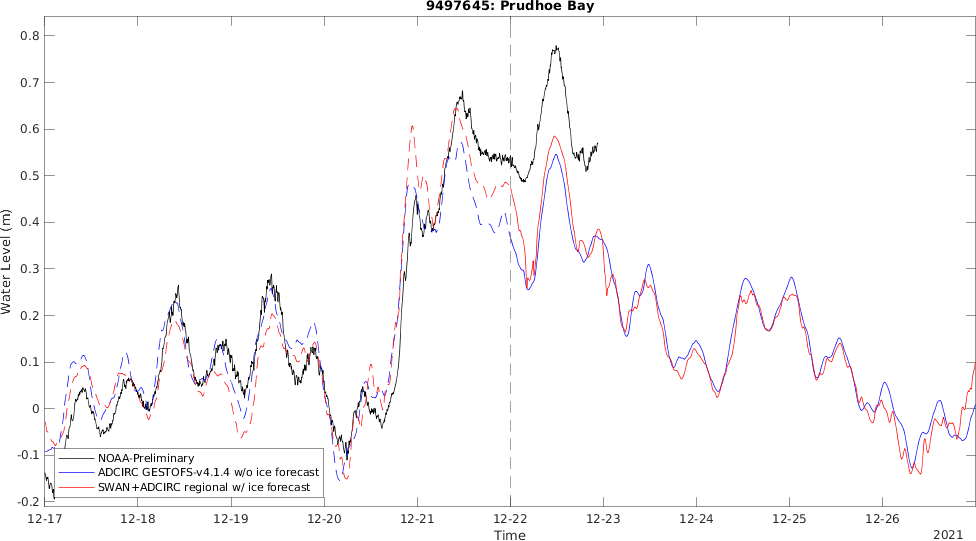 9497645: Prudhoe Bay
0.8
0.7
0.6
0.5
0.4
0.3
0.2
0.1
0
-0.1
-0.2
Water Level (m)
NOAA-Preliminary
ADCIRC GESTOFS-v4.1.4 w/o ice forecast
SWAN+ADCIRC regional w/ ice forecast
12-17 12-18 12-19 12-20 12-21 12-22 12-23 12-24 12-25 12-26
Time
2021